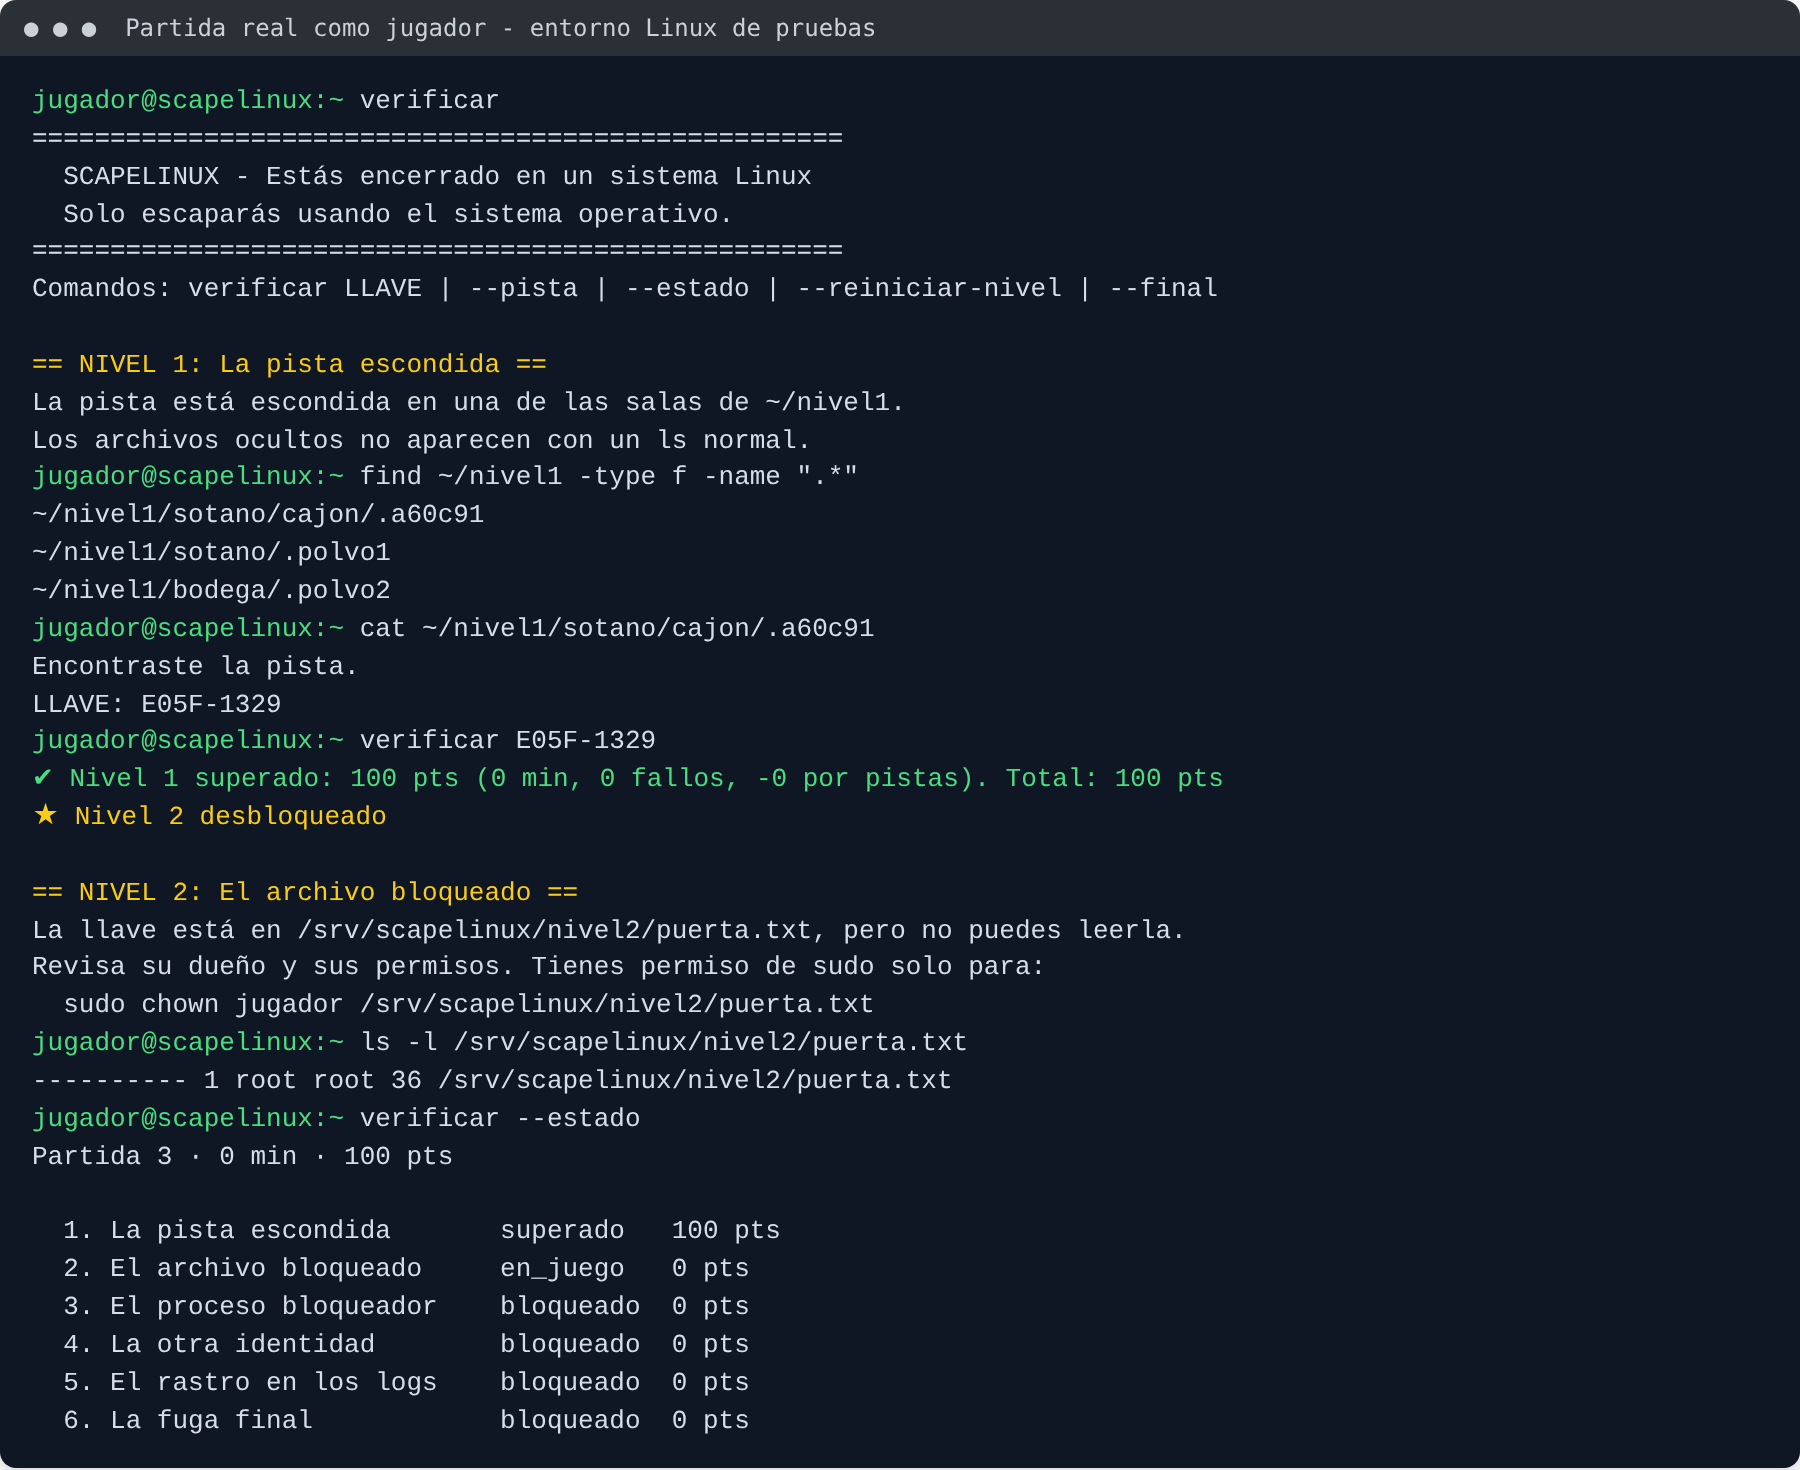 Partida real como jugador - entorno Linux de pruebas
jugador@scapelinux:~ verificar
====================================================
  SCAPELINUX - Estás encerrado en un sistema Linux
  Solo escaparás usando el sistema operativo.
====================================================
Comandos: verificar LLAVE | --pista | --estado | --reiniciar-nivel | --final

== NIVEL 1: La pista escondida ==
La pista está escondida en una de las salas de ~/nivel1.
Los archivos ocultos no aparecen con un ls normal.
jugador@scapelinux:~ find ~/nivel1 -type f -name ".*"
~/nivel1/sotano/cajon/.a60c91
~/nivel1/sotano/.polvo1
~/nivel1/bodega/.polvo2
jugador@scapelinux:~ cat ~/nivel1/sotano/cajon/.a60c91
Encontraste la pista.
LLAVE: E05F-1329
jugador@scapelinux:~ verificar E05F-1329
✔ Nivel 1 superado: 100 pts (0 min, 0 fallos, -0 por pistas). Total: 100 pts
★ Nivel 2 desbloqueado

== NIVEL 2: El archivo bloqueado ==
La llave está en /srv/scapelinux/nivel2/puerta.txt, pero no puedes leerla.
Revisa su dueño y sus permisos. Tienes permiso de sudo solo para:
  sudo chown jugador /srv/scapelinux/nivel2/puerta.txt
jugador@scapelinux:~ ls -l /srv/scapelinux/nivel2/puerta.txt
---------- 1 root root 36 /srv/scapelinux/nivel2/puerta.txt
jugador@scapelinux:~ verificar --estado
Partida 3 · 0 min · 100 pts

  1. La pista escondida       superado   100 pts
  2. El archivo bloqueado     en_juego   0 pts
  3. El proceso bloqueador    bloqueado  0 pts
  4. La otra identidad        bloqueado  0 pts
  5. El rastro en los logs    bloqueado  0 pts
  6. La fuga final            bloqueado  0 pts